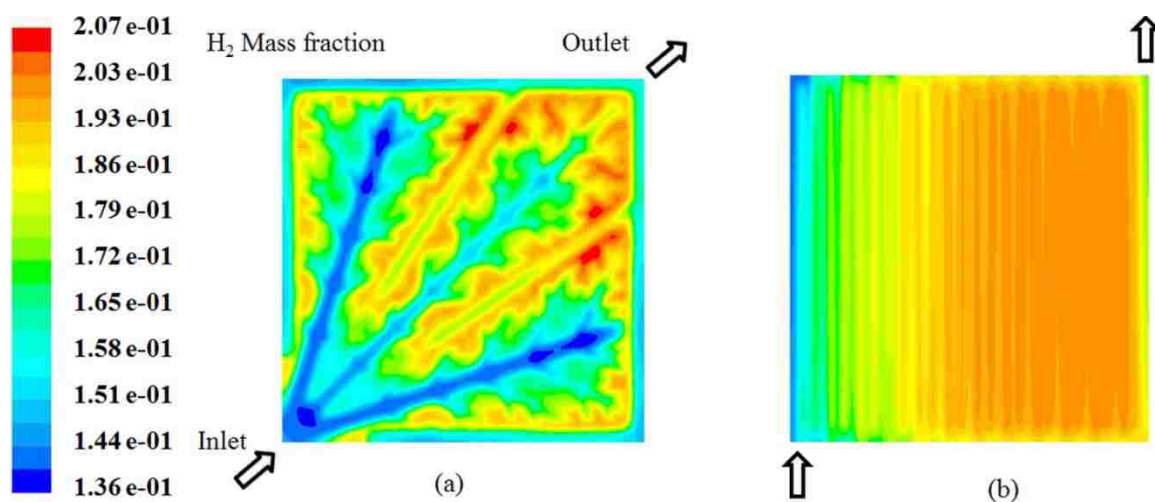 2.07 e-01
2.03 e-01
1.93 e-01
1.86 e-01
1.79 e-01
1.72 e-01
1.65 e-01
1.58 e-01
1.51 e-01
1.44 e-01
1.36 e-01
H₂ Mass fraction
Outlet
Inlet
(a)
(b)